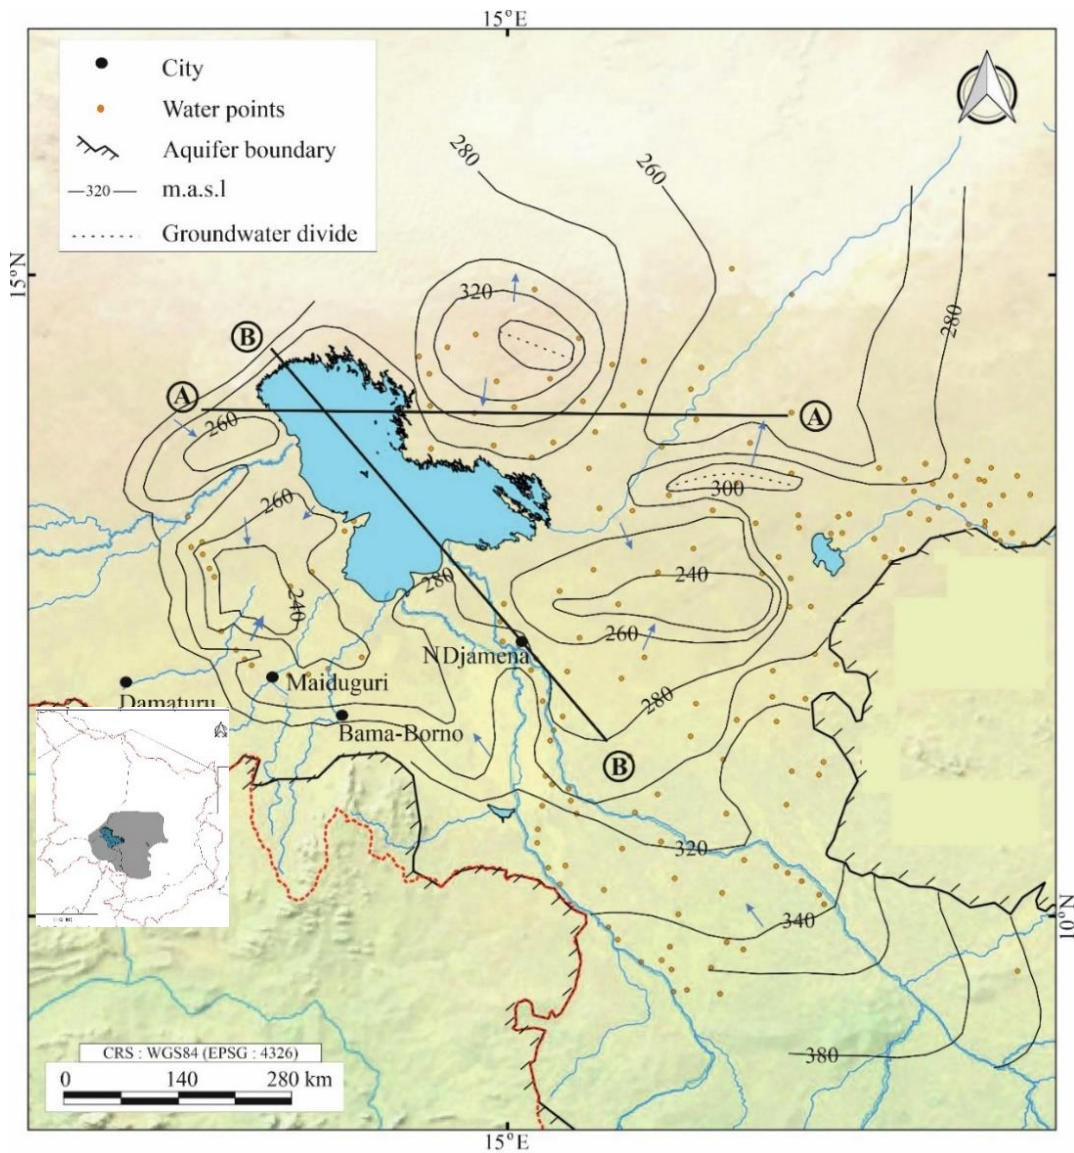 15°E
City
Water points
Aquifer boundary
320
m.a.s.l
Groundwater divide
280
260
15°N
320
280
B
A
260
A
300
260
240
280
240
260
NDjamena
Maiduguri
280
Damaturu
Bama-Borno
B
320
340
10°N
380
CRS : WGS84 (EPSG : 4326)
0 140 280 km
15°E